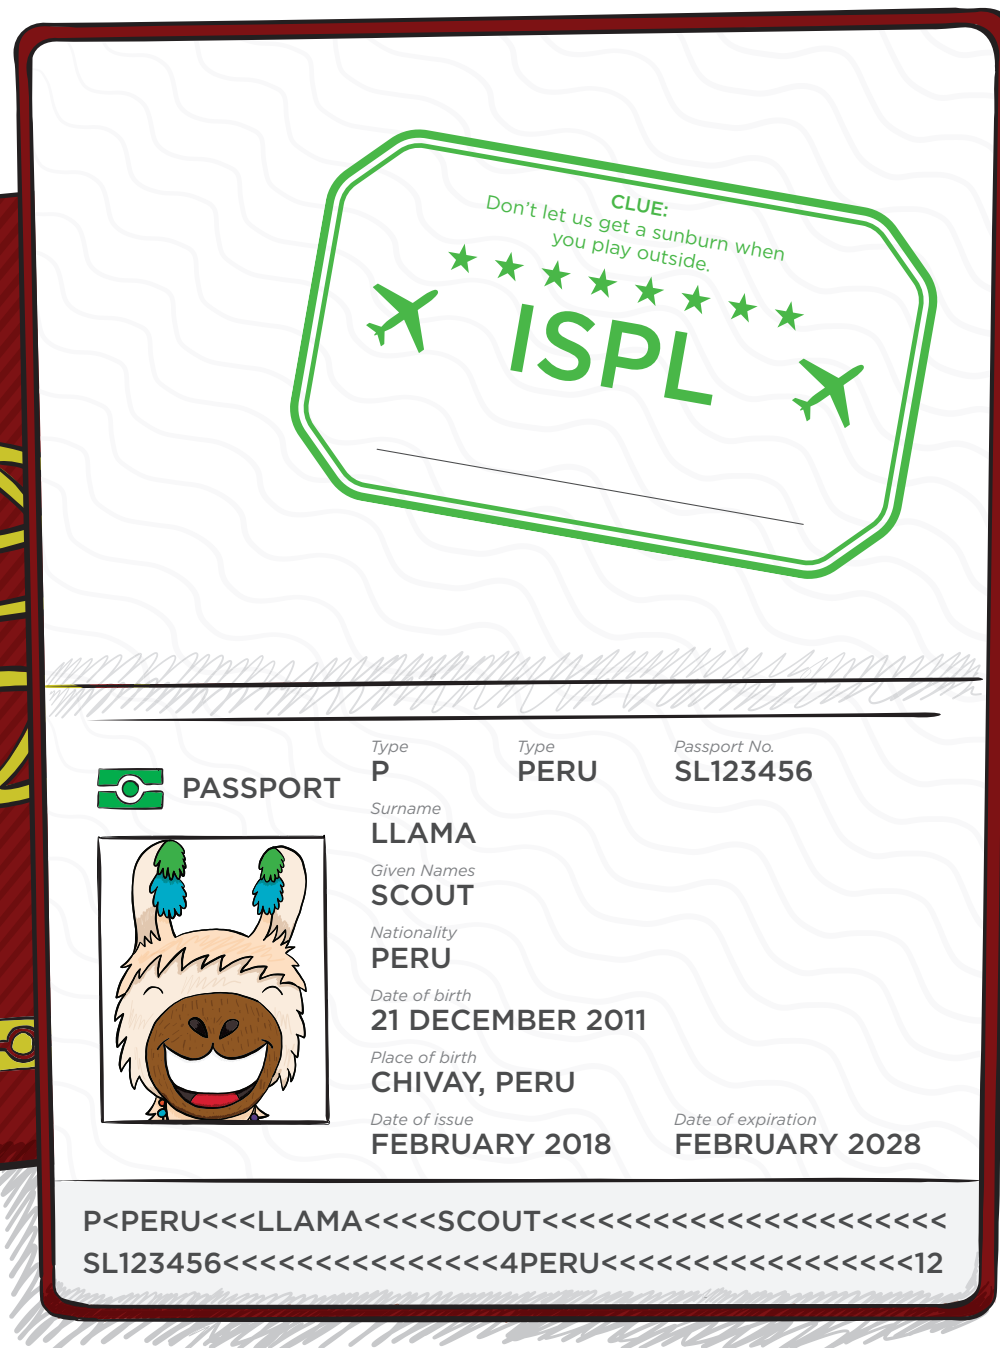 CLUE:
Don't let us get a sunburn when
you play outside.
ISPL
PASSPORT
Type
P
Type
PERU
Passport No.
SL123456
Surname
LLAMA
Given Names
SCOUT
Nationality
PERU
Date of birth
21 DECEMBER 2011
Place of birth
CHIVAY, PERU
Date of issue
FEBRUARY 2018
Date of expiration
FEBRUARY 2028
P<PERU<<<LLAMA<<<<SCOUT<<<<<<<<<<<<<<<<<<<<<<
SL123456<<<<<<<<<<<<<<<4PERU<<<<<<<<<<<<<<<<<12